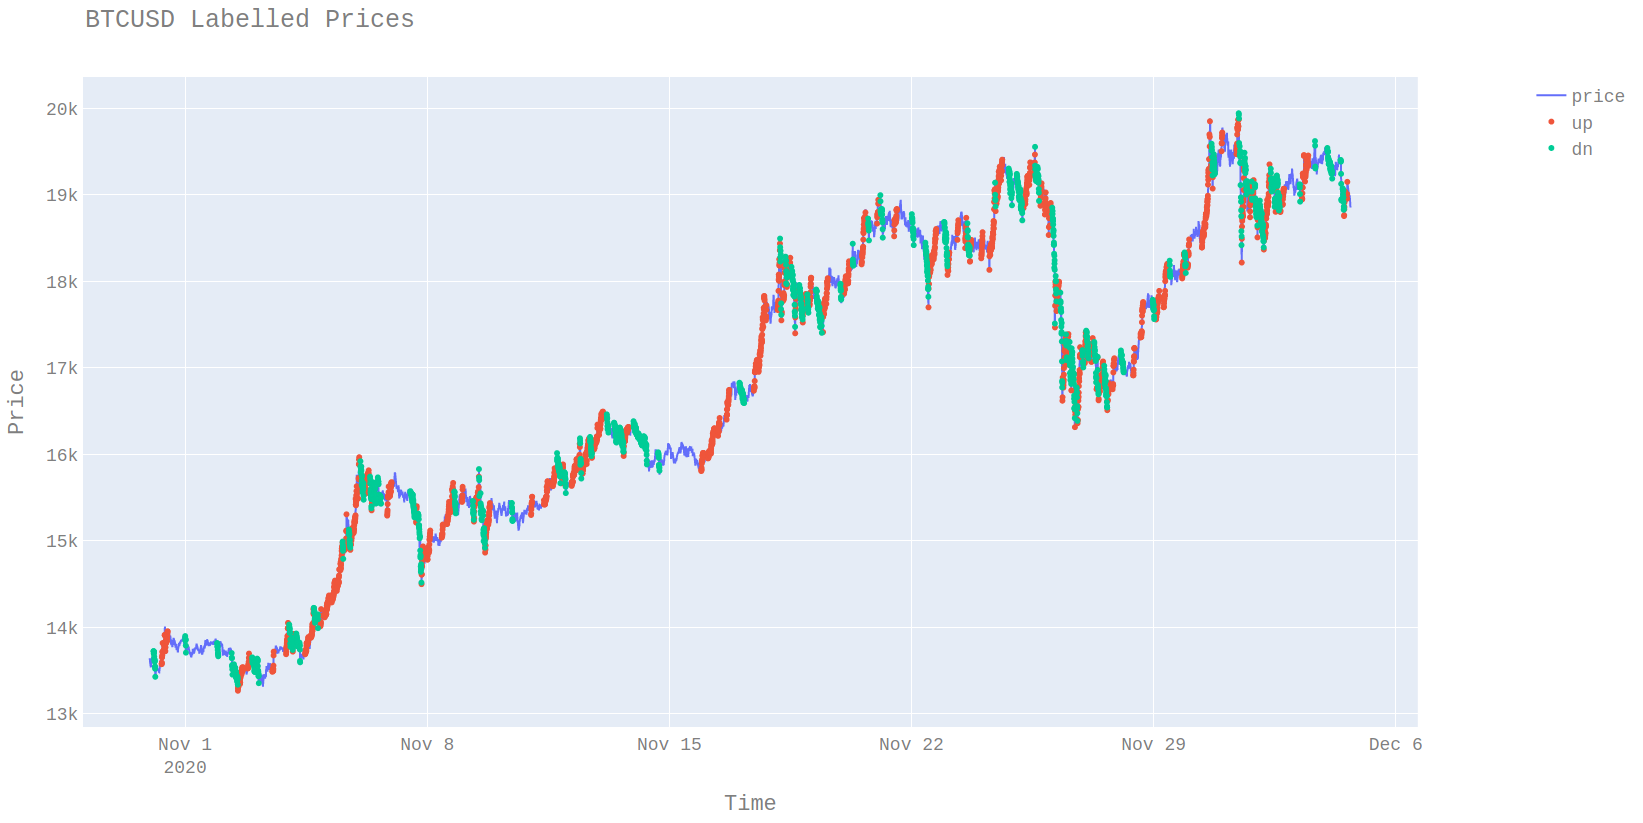 BTCUSD Labelled Prices
price
up
dn
20k
19k
18k
17k
16k
15k
14k
13k
Price
Nov 1
2020
Nov 8
Nov 15
Nov 22
Nov 29
Dec 6
Time